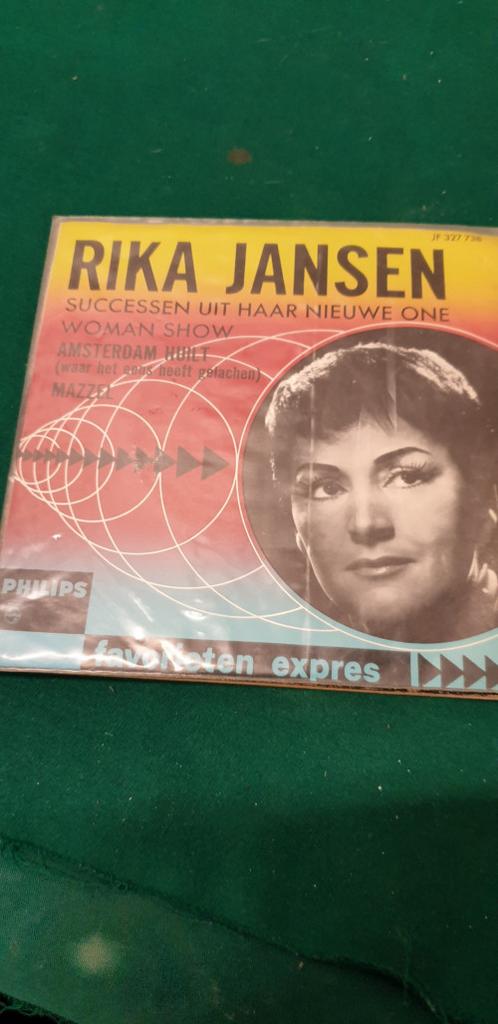 JF 327 736
RIKA JANSEN
SUCCESSEN UIT HAAR NIEUWE ONE
WOMAN SHOW
AMSTERDAM HUILT
(waar het eens heeft gelachen)
MAZZEL
PHILIPS
favorieten expres